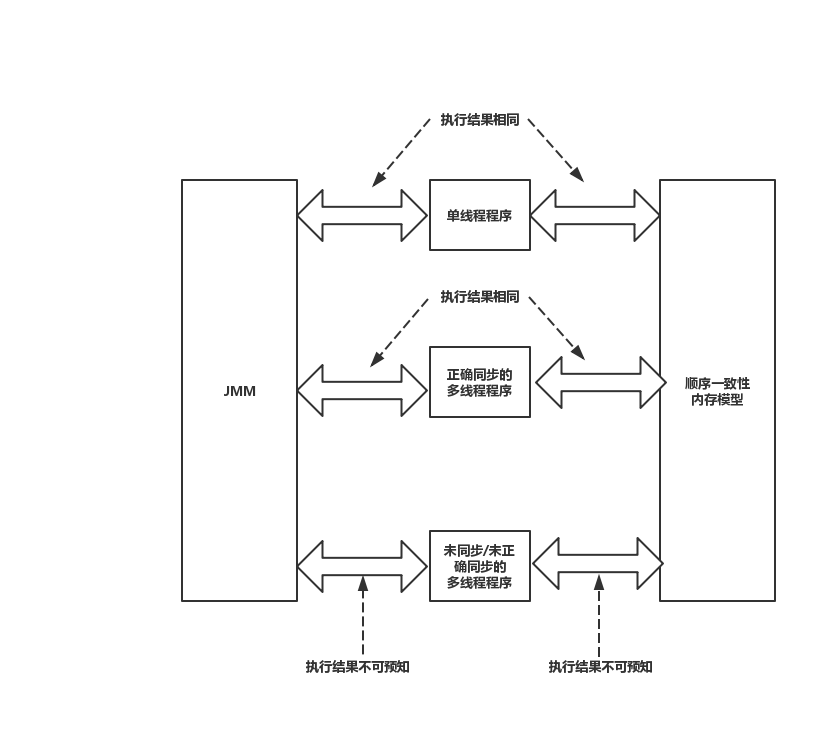 执行结果相同
单线程程序
执行结果相同
正确同步的
多线程程序
JMM
顺序一致性
内存模型
未同步/未正
确同步的
多线程程序
执行结果不可预知
执行结果不可预知